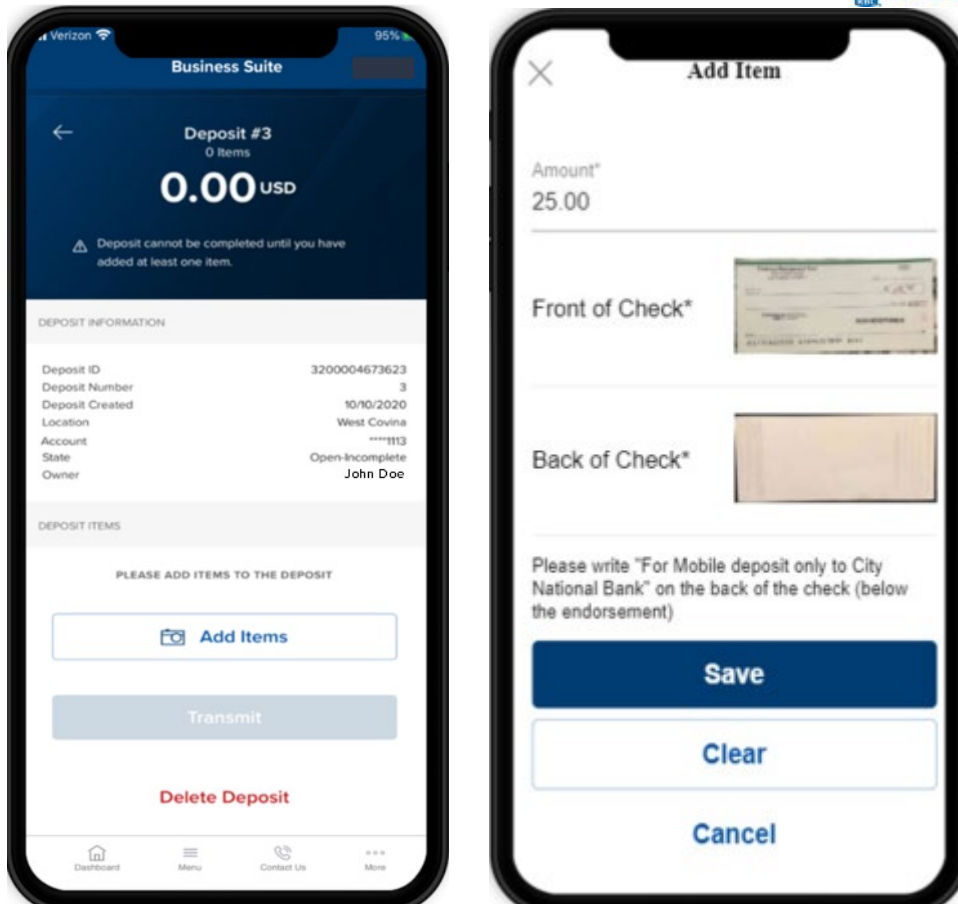 Verizon
95%
Business Suite
Deposit #3
0 Items
0.00 USD
Deposit cannot be completed until you have
added at least one item.
DEPOSIT INFORMATION
Deposit ID 3200004673623
Deposit Number 3
Deposit Created 10/10/2020
Location West Covina
Account ****1113
State Open-Incomplete
Owner John Doe
DEPOSIT ITEMS
PLEASE ADD ITEMS TO THE DEPOSIT
Add Items
Transmit
Delete Deposit
Dashboard
Menu
Contact Us
More
Add Item
Amount*
25.00
Front of Check*
Back of Check*
Please write "For Mobile deposit only to City
National Bank" on the back of the check (below
the endorsement)
Save
Clear
Cancel